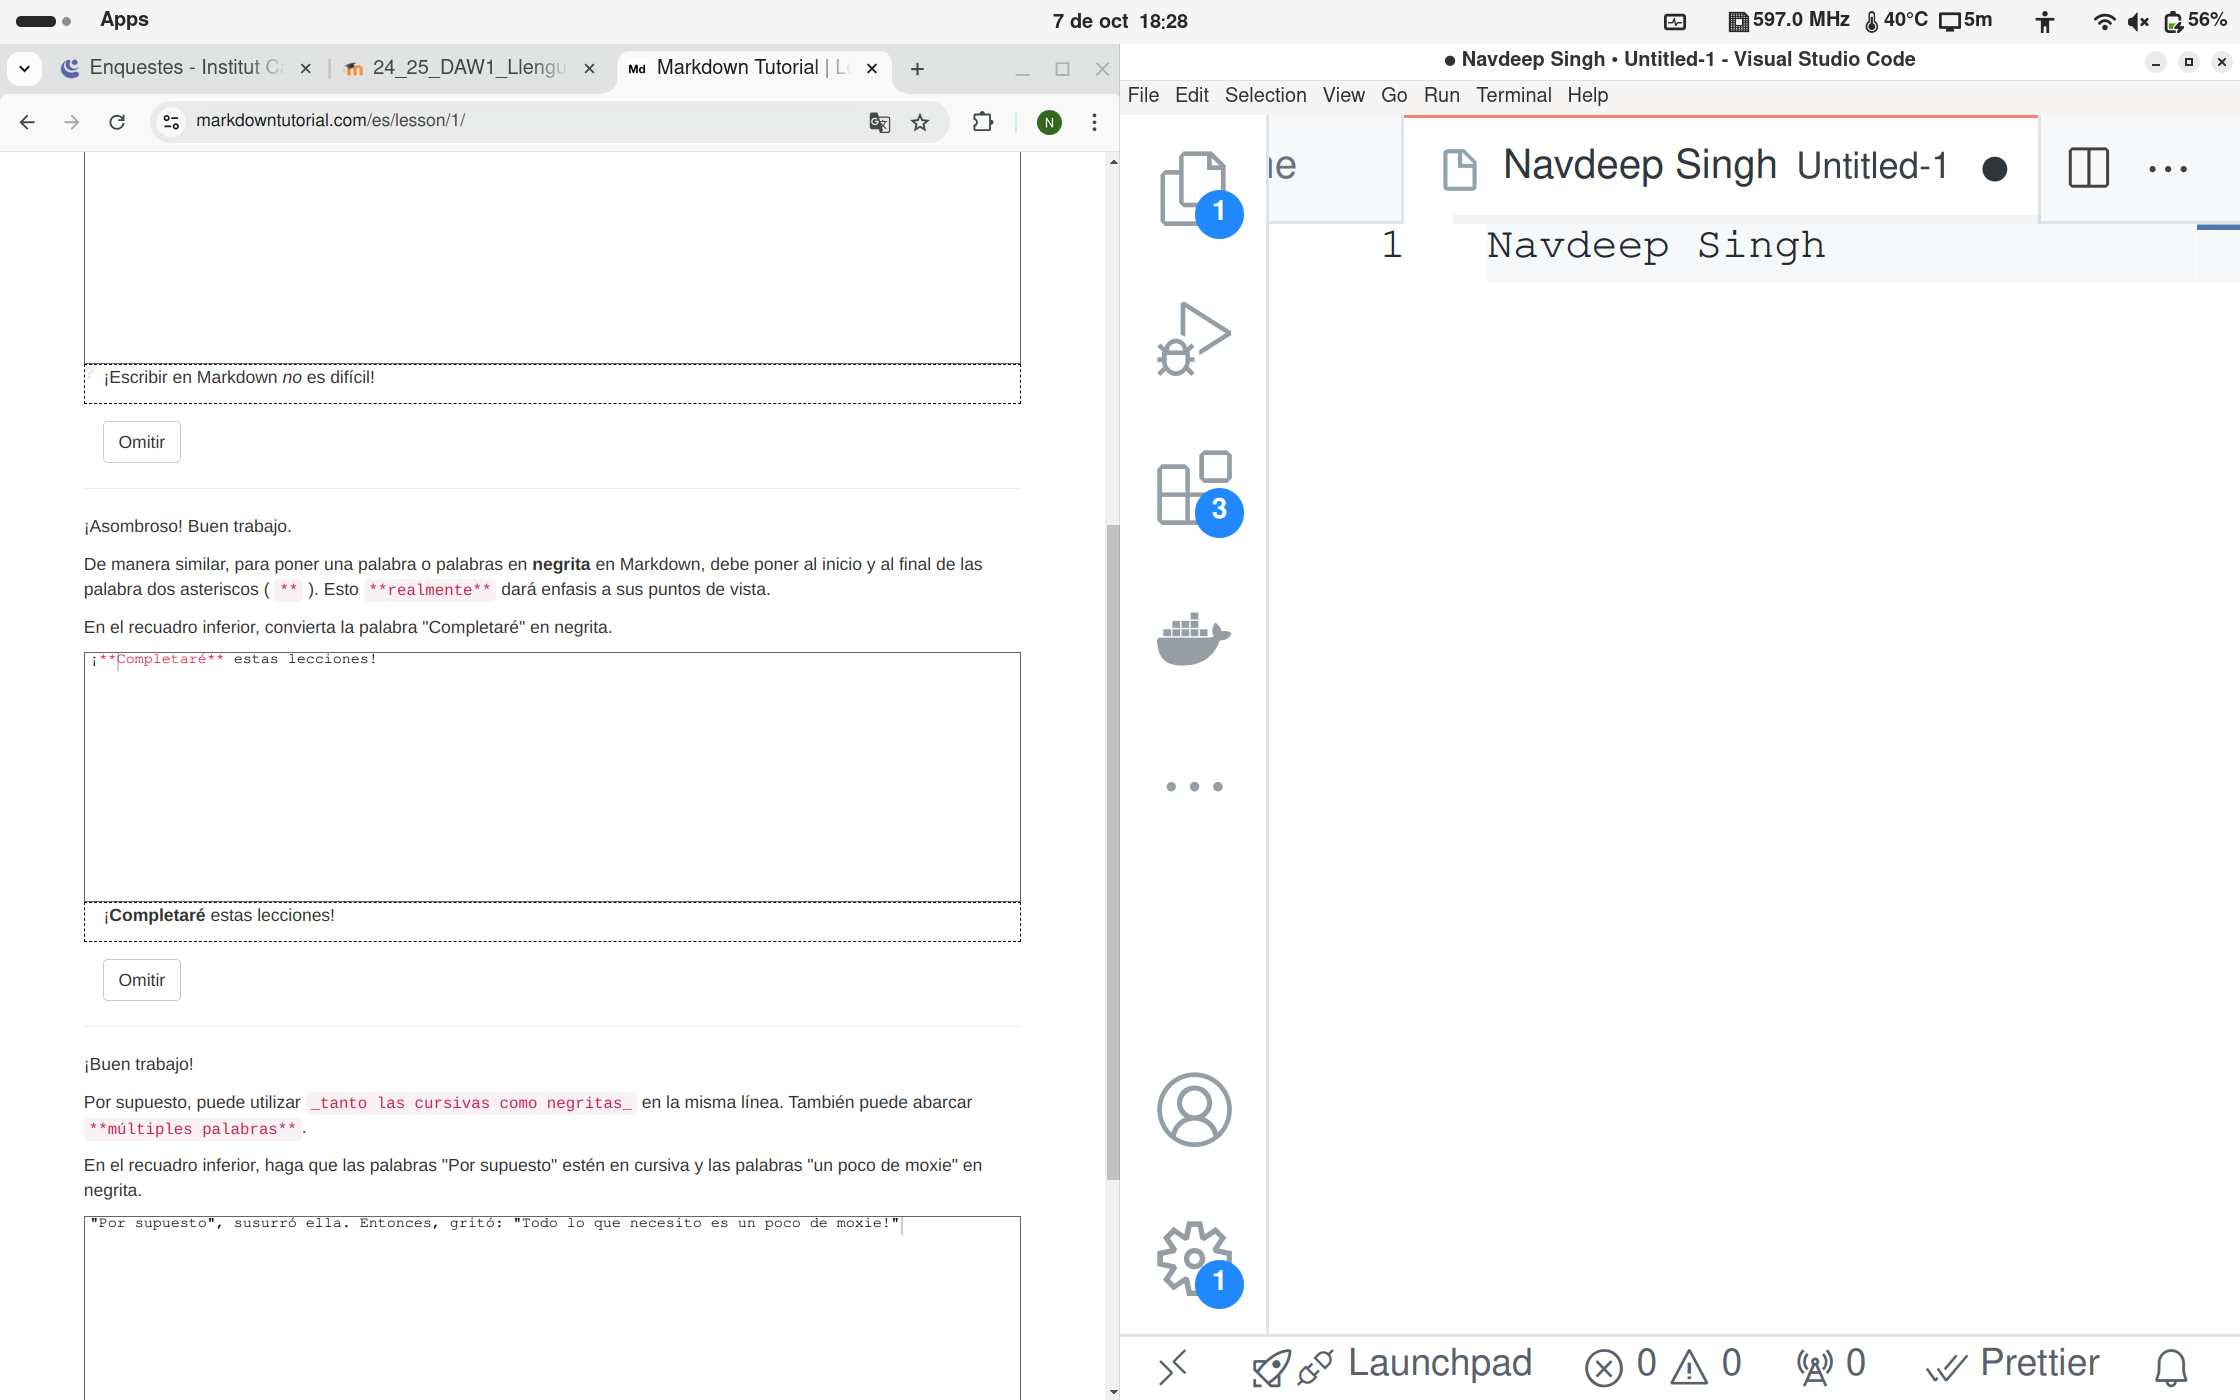 Apps
7 de oct 18:28
597.0 MHz 40°C 5m
56%
Enquestes - Institut C
24_25_DAW1_Llengu
Md Markdown Tutorial | L
markdowntutorial.com/es/lesson/1/
N
¡Escribir en Markdown no es difícil!
Omitir
¡Asombroso! Buen trabajo.
De manera similar, para poner una palabra o palabras en negrita en Markdown, debe poner al inicio y al final de las
palabra dos asteriscos ( ** ). Esto **realmente** dará enfasis a sus puntos de vista.
En el recuadro inferior, convierta la palabra "Completaré" en negrita.
¡**Completaré** estas lecciones!
¡Completaré estas lecciones!
Omitir
¡Buen trabajo!
Por supuesto, puede utilizar _tanto las cursivas como negritas_ en la misma línea. También puede abarcar
**múltiples palabras**.
En el recuadro inferior, haga que las palabras "Por supuesto" estén en cursiva y las palabras "un poco de moxie" en
negrita.
"Por supuesto", susurró ella. Entonces, gritó: "Todo lo que necesito es un poco de moxie!"
● Navdeep Singh • Untitled-1 - Visual Studio Code
File Edit Selection View Go Run Terminal Help
ne
Navdeep Singh Untitled-1
1 Navdeep Singh
1
3
1
Launchpad 0 0 0 Prettier